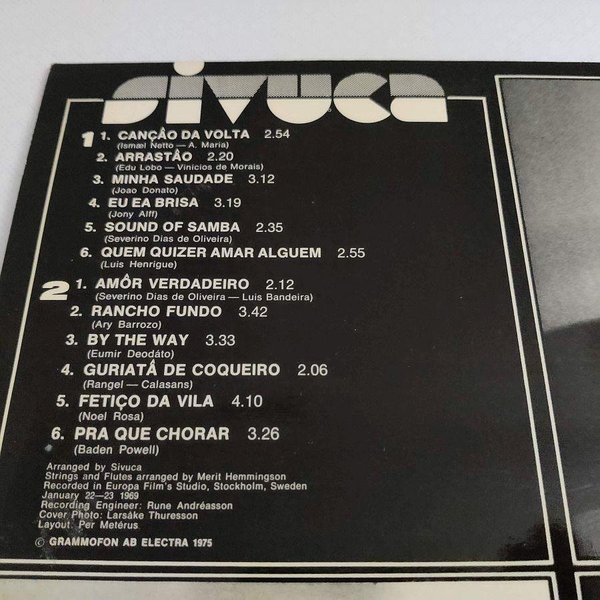 SIVUCA
1 1. CANÇÂO DA VOLTA 2.54
(Ismæl Netto — A. Maria)
2. ARRASTÂO 2.20
(Edu Lobo — Vinicios de Morais)
3. MINHA SAUDADE 3.12
(Joao Donato)
4. EU EA BRISA 3.19
(Jony Alff)
5. SOUND OF SAMBA 2.35
(Severino Dias de Oliveira)
6. QUEM QUIZER AMAR ALGUEM 2.55
(Luis Henrigue)
2 1. AMÔR VERDADEIRO 2.12
(Severino Dias de Oliveira — Luis Bandeira)
2. RANCHO FUNDO 3.42
(Ary Barrozo)
3. BY THE WAY 3.33
(Eumir Deodáto)
4. GURIATÂ DE COQUEIRO 2.06
(Rangel — Calasans)
5. FETIÇO DA VILA 4.10
(Noel Rosa)
6. PRA QUE CHORAR 3.26
(Baden Powell)
Arranged by Sivuca
Strings and Flutes arranged by Merit Hemmingson
Recorded in Europa Film's Studio, Stockholm, Sweden
January 22—23 1969
Recording Engineer: Rune Andréasson
Cover Photo: Larsåke Thuresson
Layout: Per Metérus
© GRAMMOFON AB ELECTRA 1975